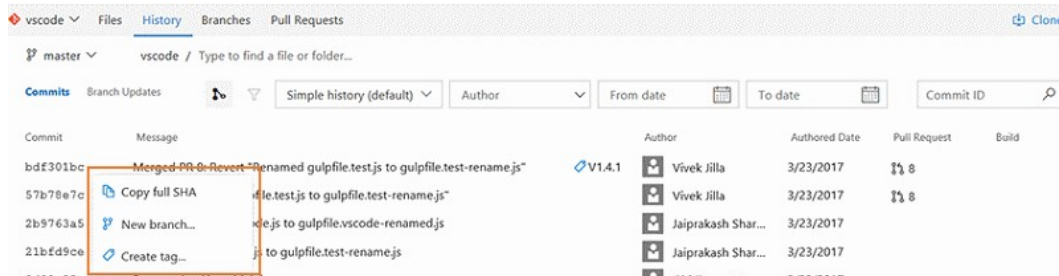 vscode Files History Branches Pull Requests Clone
master vscode / Type to find a file or folder...
Commits Branch Updates Simple history (default) Author From date To date Commit ID
Commit Message Author Authored Date Pull Request Build
bdf301bc Merged PR 8: Revert "Renamed gulpfile.test.js to gulpfile.test-rename.js" V1.4.1 Vivek Jilla 3/23/2017 8
Copy full SHA
57b78e7c file.test.js to gulpfile.test-rename.js" Vivek Jilla 3/23/2017 8
New branch...
2b9763a5 de.js to gulpfile.vscode-renamed.js Jaiprakash Shar... 3/23/2017
Create tag...
21bfd9ce js to gulpfile.test-rename.js Jaiprakash Shar... 3/23/2017